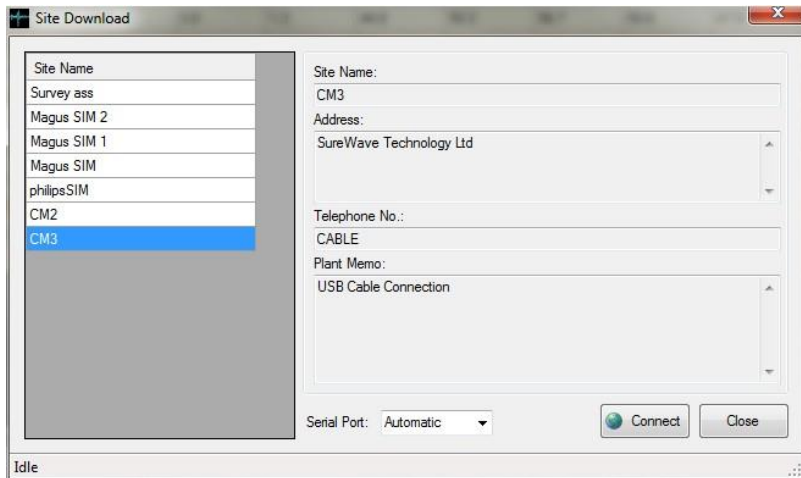 Site Download
Site Name
Survey ass
Magus SIM 2
Magus SIM 1
Magus SIM
philipsSIM
CM2
CM3
Site Name:
CM3
Address:
SureWave Technology Ltd
Telephone No.:
CABLE
Plant Memo:
USB Cable Connection
Serial Port: Automatic
Connect
Close
Idle